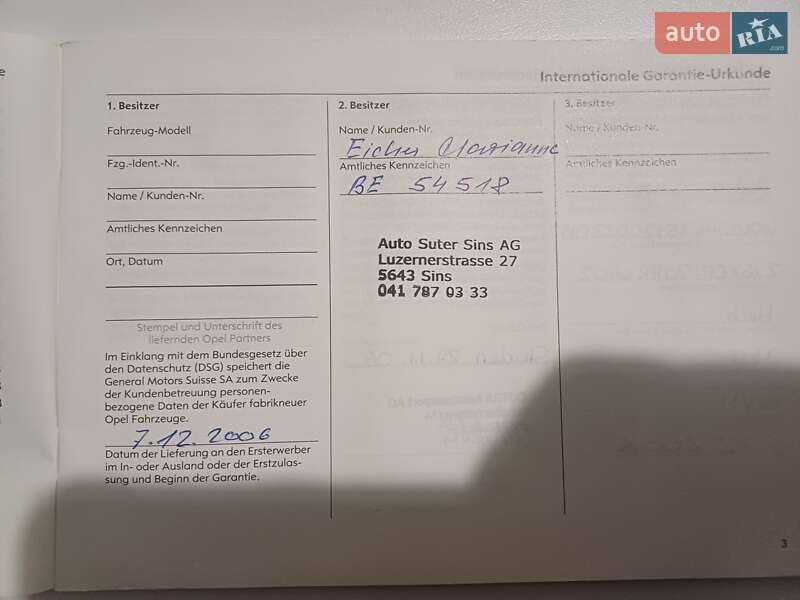 auto RIA .com
Internationale Garantie-Urkunde
1. Besitzer
Fahrzeug-Modell
Fzg.-Ident.-Nr.
Name / Kunden-Nr.
Amtliches Kennzeichen
Ort, Datum
Stempel und Unterschrift des
liefernden Opel Partners
Im Einklang mit dem Bundesgesetz über
den Datenschutz (DSG) speichert die
General Motors Suisse SA zum Zwecke
der Kundenbetreuung personen-
bezogene Daten der Käufer fabrikneuer
Opel Fahrzeuge.
7.12.2006
Datum der Lieferung an den Ersterwerber
im In- oder Ausland oder der Erstzulas-
sung und Beginn der Garantie.
2. Besitzer
Name / Kunden-Nr.
Eicher Marianne
Amtliches Kennzeichen
BE 54518
Auto Suter Sins AG
Luzernerstrasse 27
5643 Sins
041 787 03 33
3. Besitzer
Name / Kunden-Nr.
Amtliches Kennzeichen
3